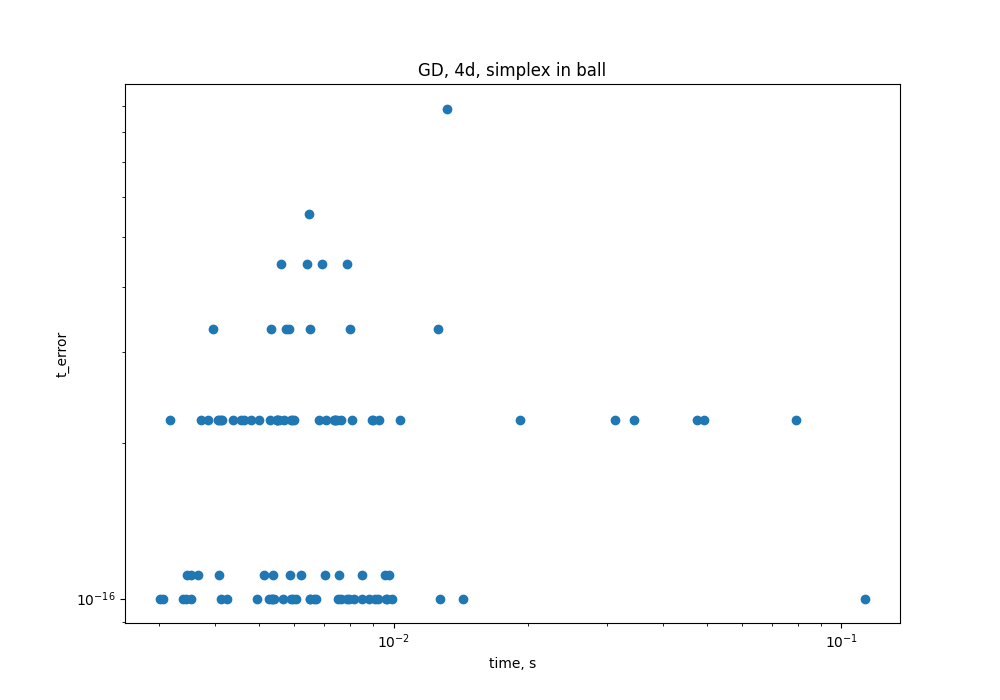 GD, 4d, simplex in ball
t_error
10⁻¹⁶
10⁻² 10⁻¹
time, s